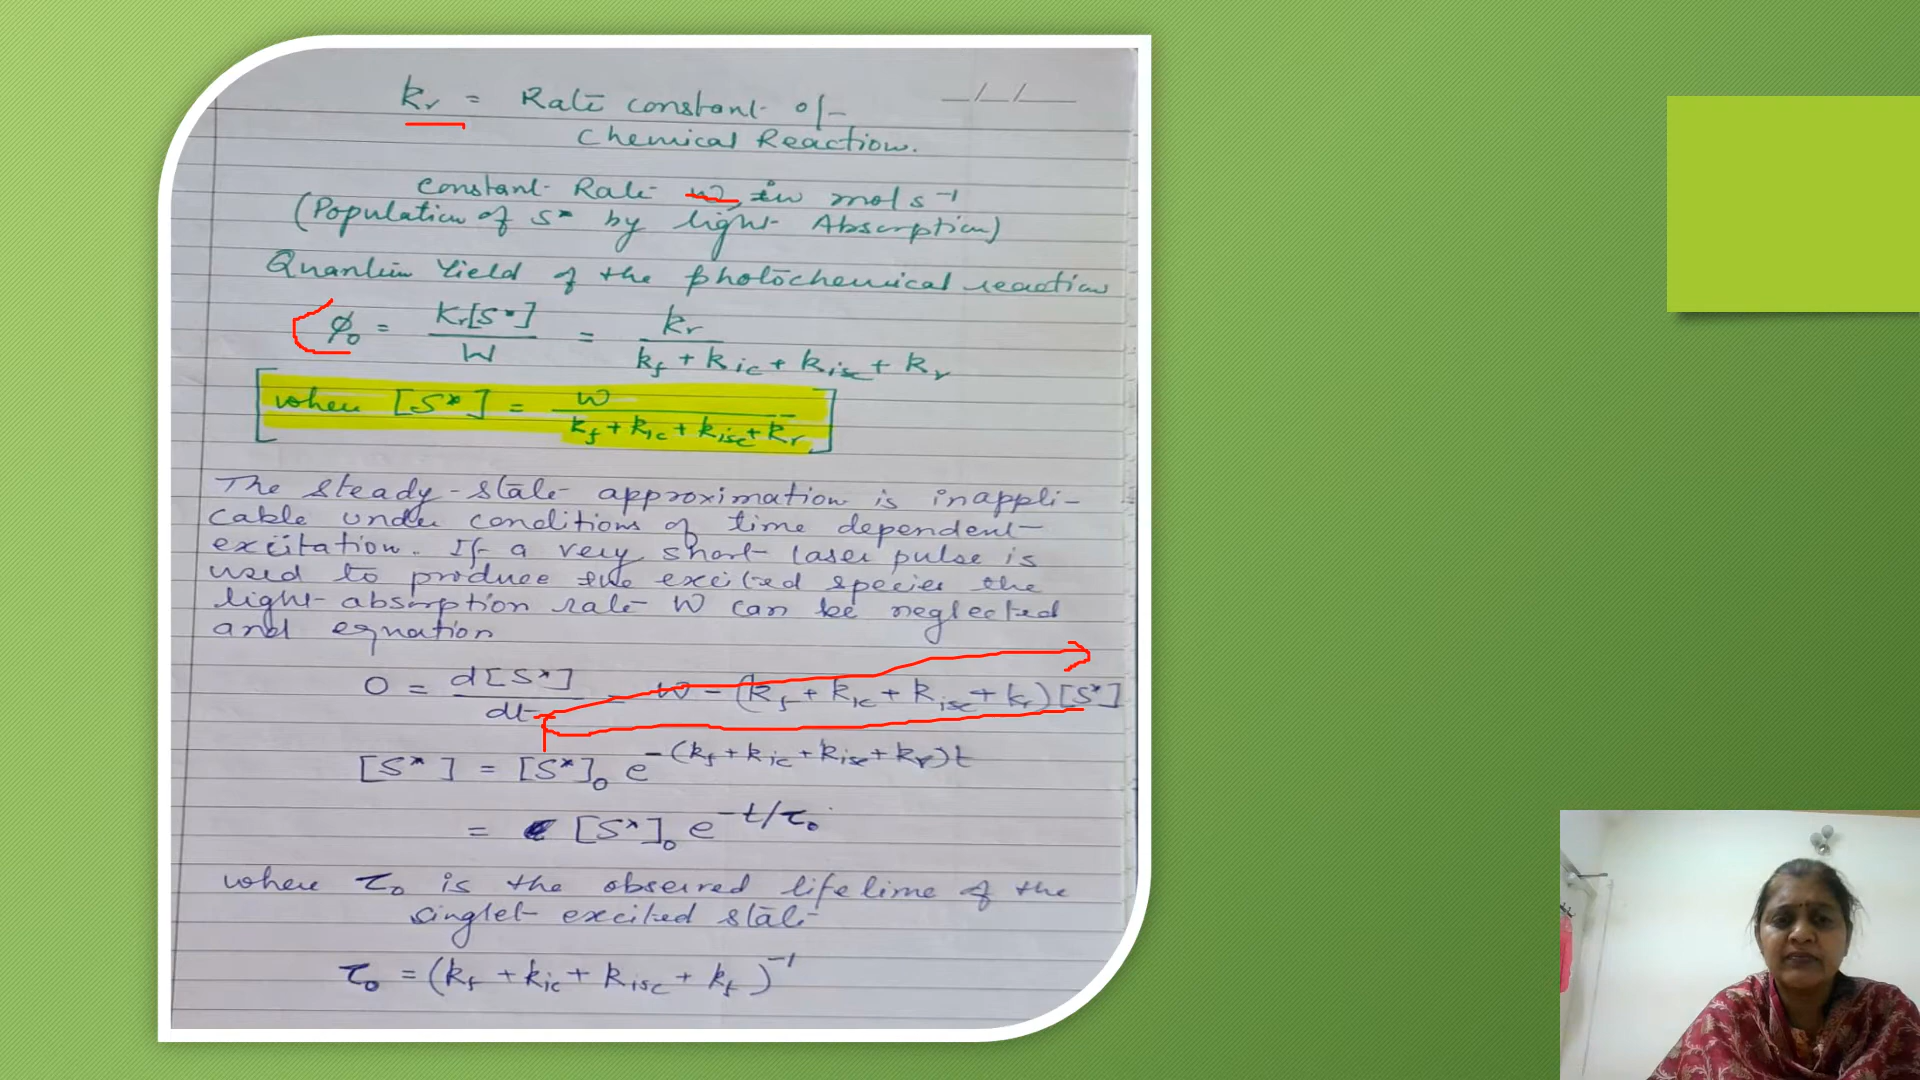 kr = Rate constant of
Chemical Reaction.
__/__/____
Constant Rate w, in mol s⁻¹
(Population of S* by light Absorption)
Quantum Yield of the photochemical reaction
ϕ₀ = Kr[S*] / W = kr / kf + kic + kisc + kr
[when [S*] = w / kf + kic + kisc + kr]
The steady-state approximation is inappli-
cable under conditions of time dependent
excitation. If a very short laser pulse is
used to produce the excited species the
light absorption rate W can be neglected
and equation
0 = d[S*] / dt = w - (kf + kic + kisc + kr)[S*]
[S*] = [S*]₀ e^-(kf + kic + kisc + kr)t
= [S*]₀ e^-t/τ₀
where τ₀ is the observed lifetime of the
singlet excited state
τ₀ = (kf + kic + kisc + kf)⁻¹